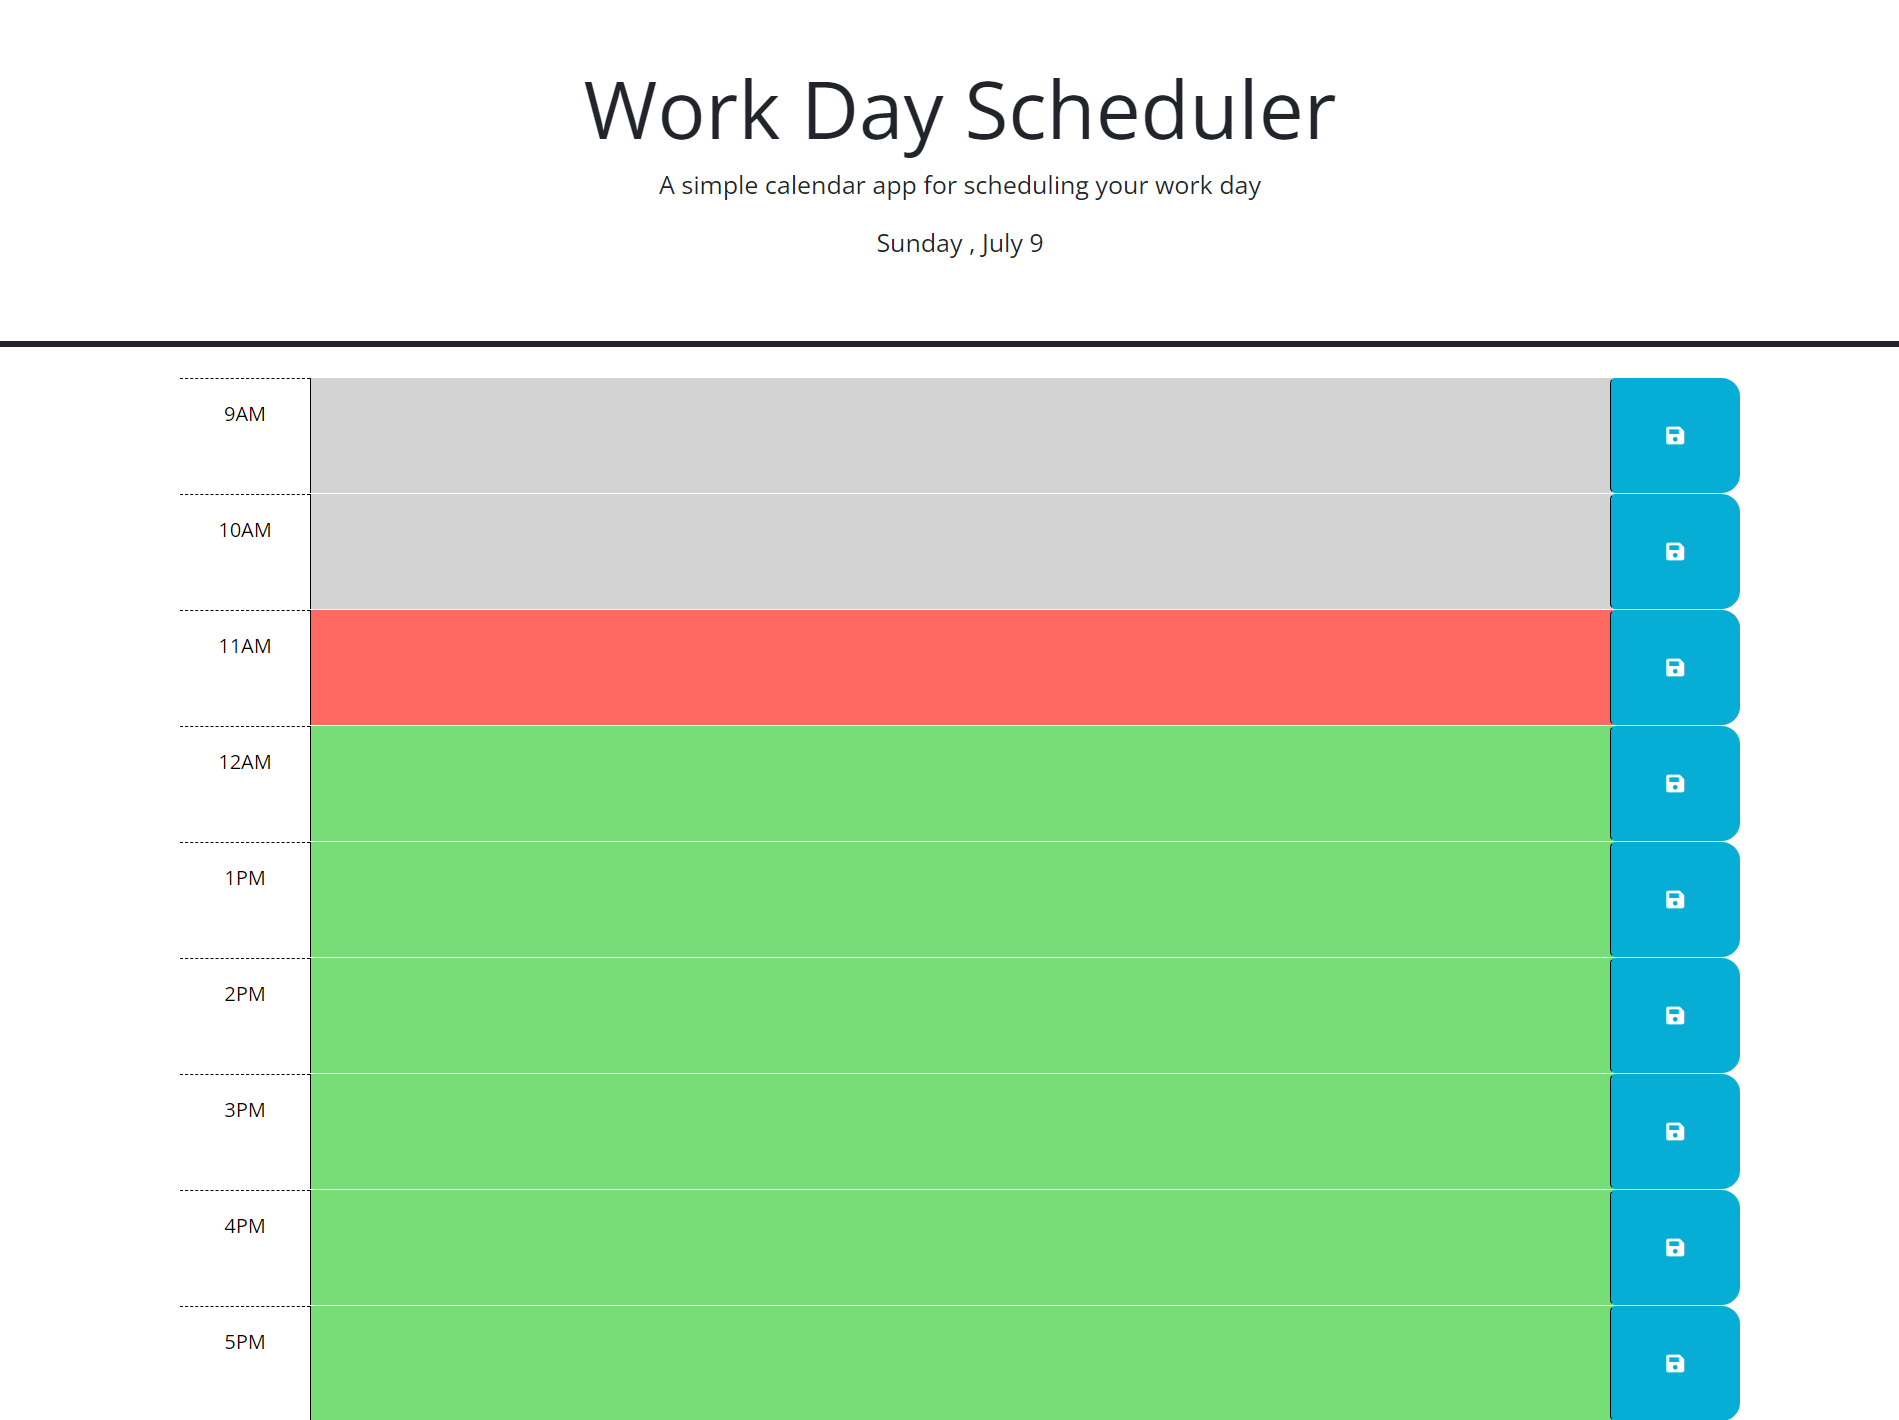 Work Day Scheduler
A simple calendar app for scheduling your work day
Sunday , July 9
9AM
10AM
11AM
12AM
1PM
2PM
3PM
4PM
5PM